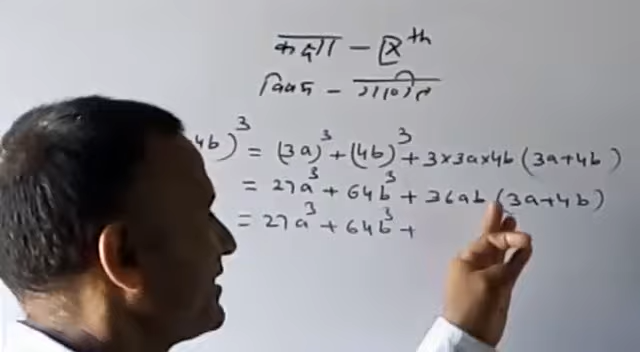 कक्षा - IXth
विषय - गणित
4b)³ = (3a)³ + (4b)³ + 3×3a×4b (3a+4b)
= 27a³ + 64b³ + 36ab (3a+4b)
= 27a³ + 64b³ +